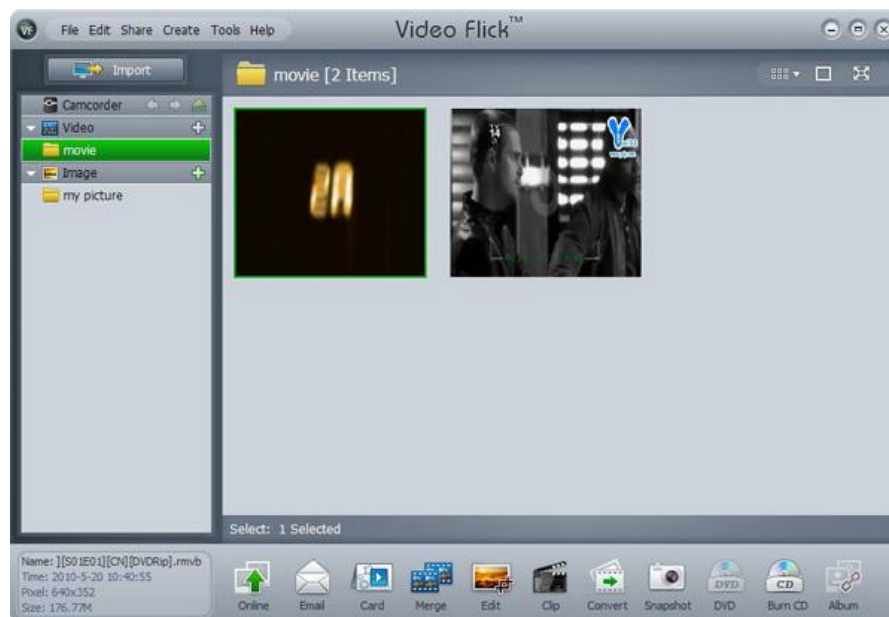 VF File Edit Share Create Tools Help Video Flick™
Import
movie [2 Items]
Camcorder
Video
movie
Image
my picture
14
Select: 1 Selected
Name: ][S01E01][CN][DVDRip].rmvb
Time: 2010-5-20 10:40:55
Pixel: 640x352
Size: 176.77M
Online Email Card Merge Edit Clip Convert Snapshot DVD Burn CD Album
DVD CD